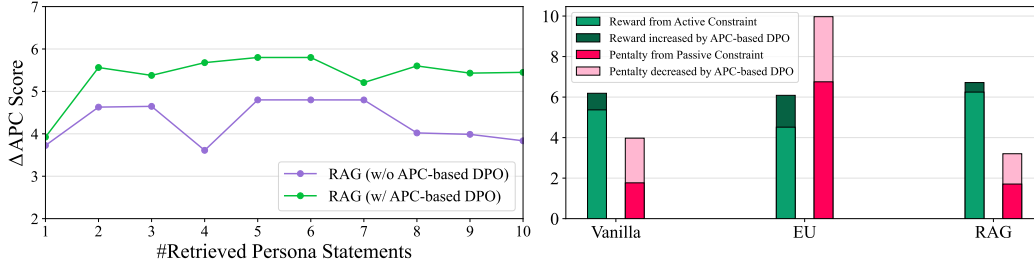 7
6
5
4
3
2
ΔAPC Score
RAG (w/o APC-based DPO)
RAG (w/ APC-based DPO)
1 2 3 4 5 6 7 8 9 10
#Retrieved Persona Statements
10
8
6
4
2
0
Reward from Active Constraint
Reward increased by APC-based DPO
Pentalty from Passive Constraint
Pentalty decreased by APC-based DPO
Vanilla EU RAG